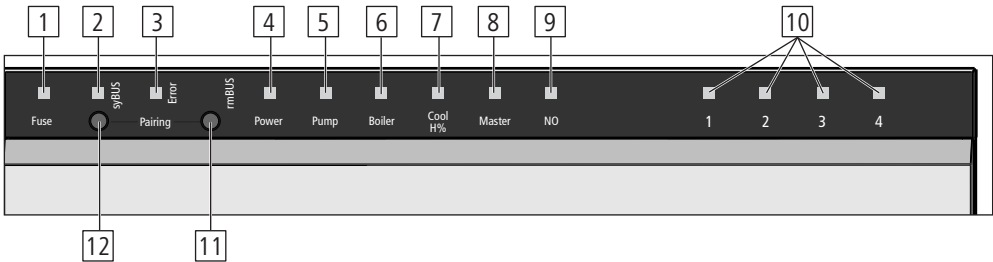 1 2 3 4 5 6 7 8 9 10
syBUS Error rmBUS
Fuse Pairing Power Pump Boiler Cool H% Master NO 1 2 3 4
12 11